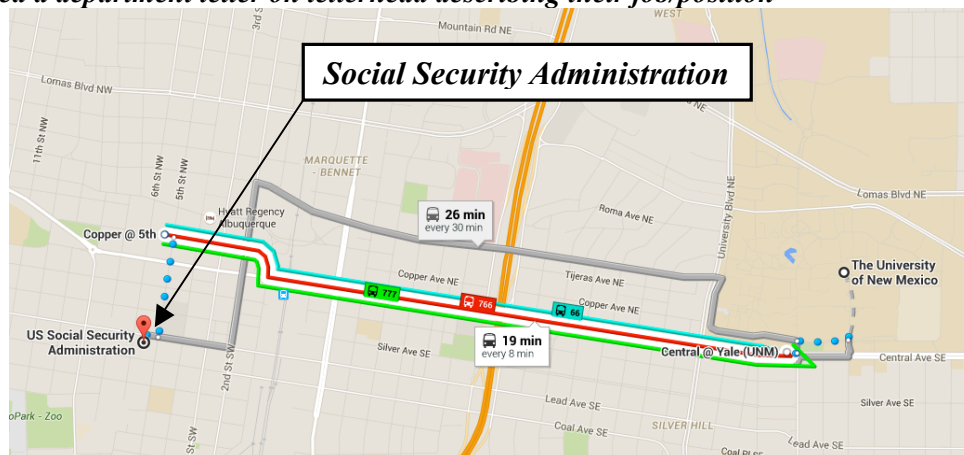 a department letter on letterhead describing their job/position
Mountain Rd NE
WEST
3rd St NW
Social Security Administration
Lomas Blvd NW
11th St NW
6th St NW
5th St NW
MARQUETTE
- BENNET
University Blvd NE
Lomas Blvd NE
26 min
every 30 min
Roma Ave NE
Hyatt Regency
Albuquerque
Copper @ 5th
The University
of New Mexico
Copper Ave NE
Tijeras Ave NE
777
766
66
Copper Ave NE
US Social Security
Administration
19 min
every 8 min
Silver Ave SE
Central @ Yale (UNM)
Central Ave SE
2nd St SW
Silver Ave SE
Lead Ave SE
oPark - Zoo
SILVER HILL
Coal Ave SE
Lead Ave SE
St SW